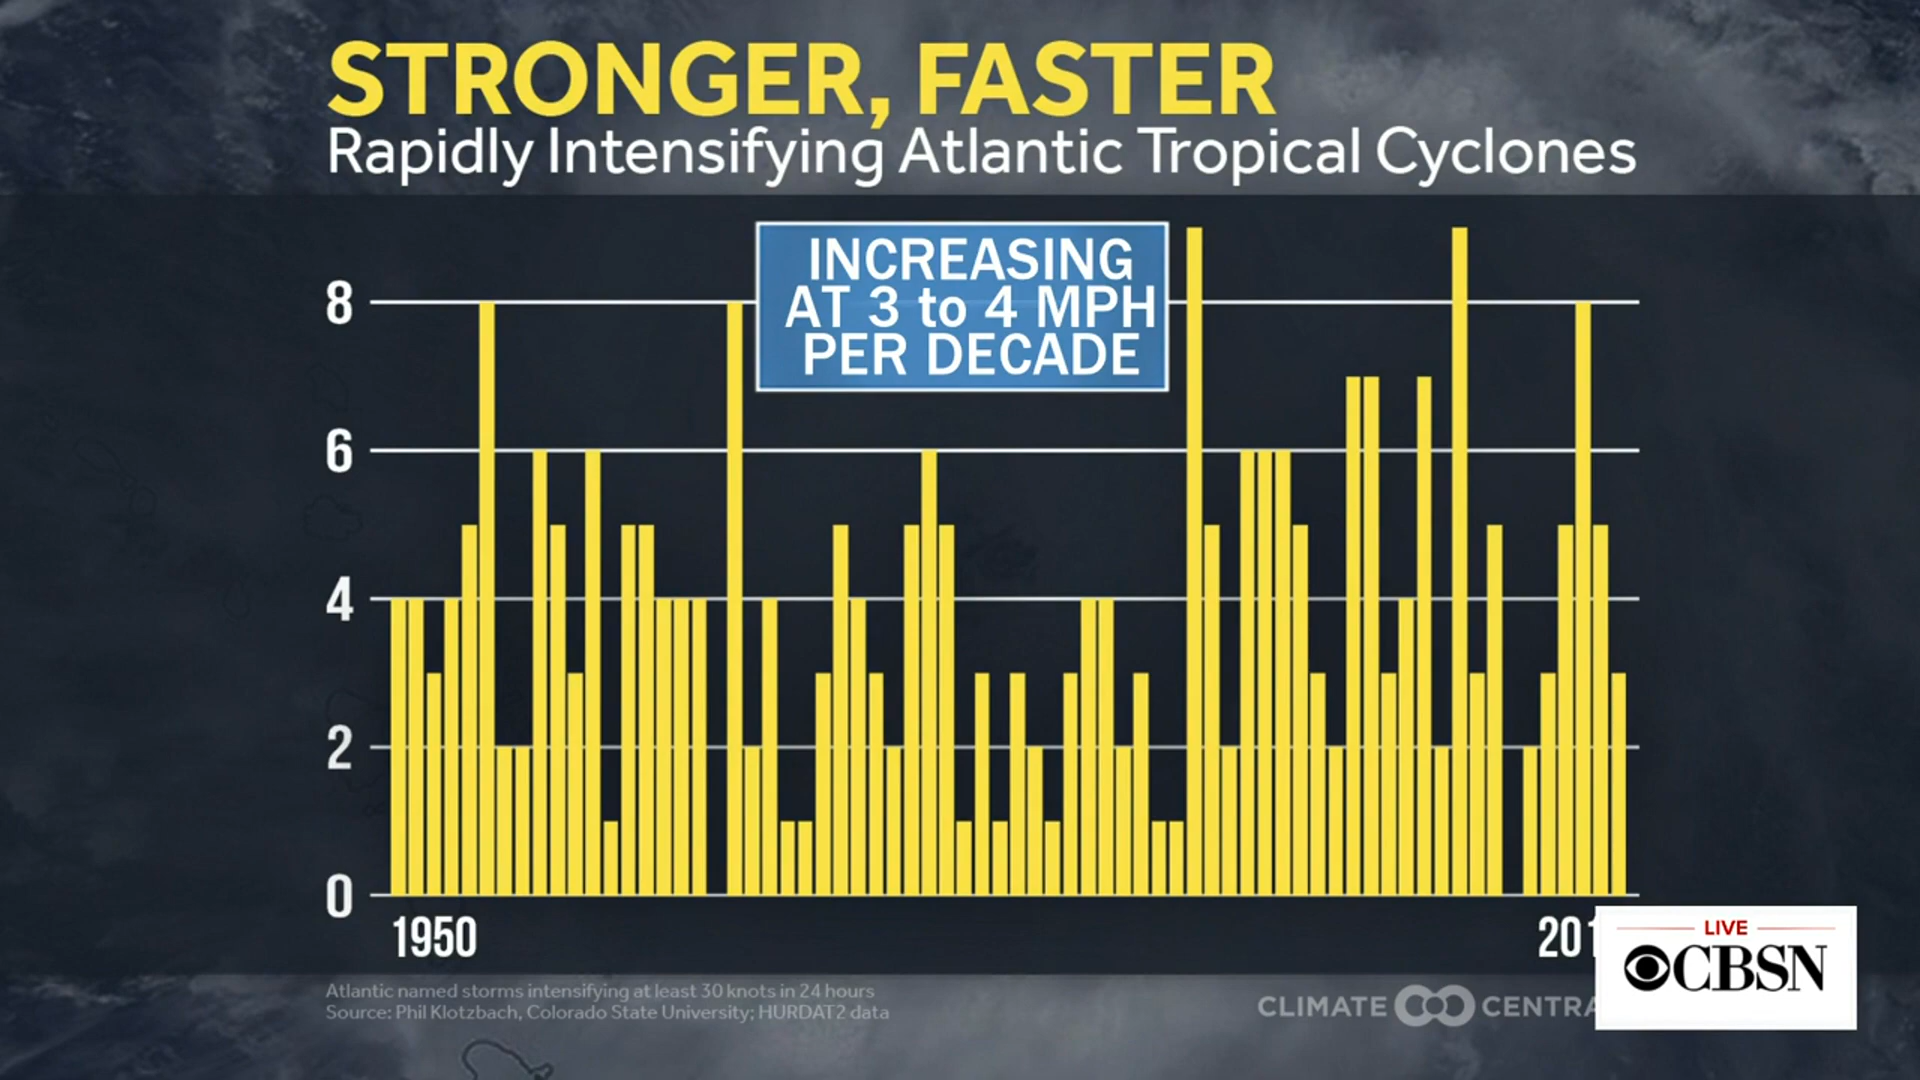 STRONGER, FASTER
Rapidly Intensifying Atlantic Tropical Cyclones
INCREASING
AT 3 to 4 MPH
PER DECADE
8
6
4
2
0
1950
201
LIVE
CBSN
Atlantic named storms intensifying at least 30 knots in 24 hours
Source: Phil Klotzbach, Colorado State University; HURDAT2 data
CLIMATE CENTRA